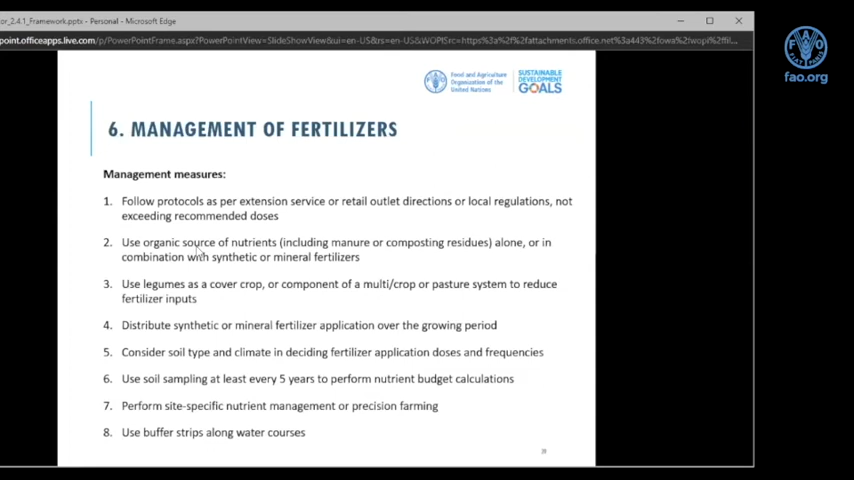 or_2.4.1_Framework.pptx - Personal - Microsoft Edge
point.officeapps.live.com/p/PowerPointFrame.aspx?PowerPointView=SlideShowView&ui=en-US&rs=en-US&WOPISrc=https%3a%2f%2fattachments.office.net%3a443%2fowa%2fwopi%2ffil...
FAO
FIAT PANIS
fao.org
Food and Agriculture
Organization of the
United Nations
SUSTAINABLE
DEVELOPMENT
GOALS
6. MANAGEMENT OF FERTILIZERS
Management measures:
1. Follow protocols as per extension service or retail outlet directions or local regulations, not
exceeding recommended doses
2. Use organic source of nutrients (including manure or composting residues) alone, or in
combination with synthetic or mineral fertilizers
3. Use legumes as a cover crop, or component of a multi/crop or pasture system to reduce
fertilizer inputs
4. Distribute synthetic or mineral fertilizer application over the growing period
5. Consider soil type and climate in deciding fertilizer application doses and frequencies
6. Use soil sampling at least every 5 years to perform nutrient budget calculations
7. Perform site-specific nutrient management or precision farming
8. Use buffer strips along water courses